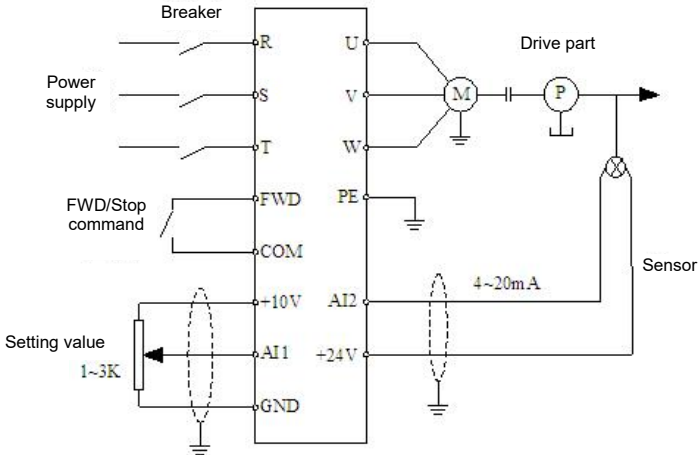 Breaker
R
U
Drive part
Power
supply
S
V
M
P
T
W
FWD/Stop
command
FWD
PE
COM
Sensor
4~20mA
+10V
AI2
Setting value
1~3K
AI1
+24V
GND